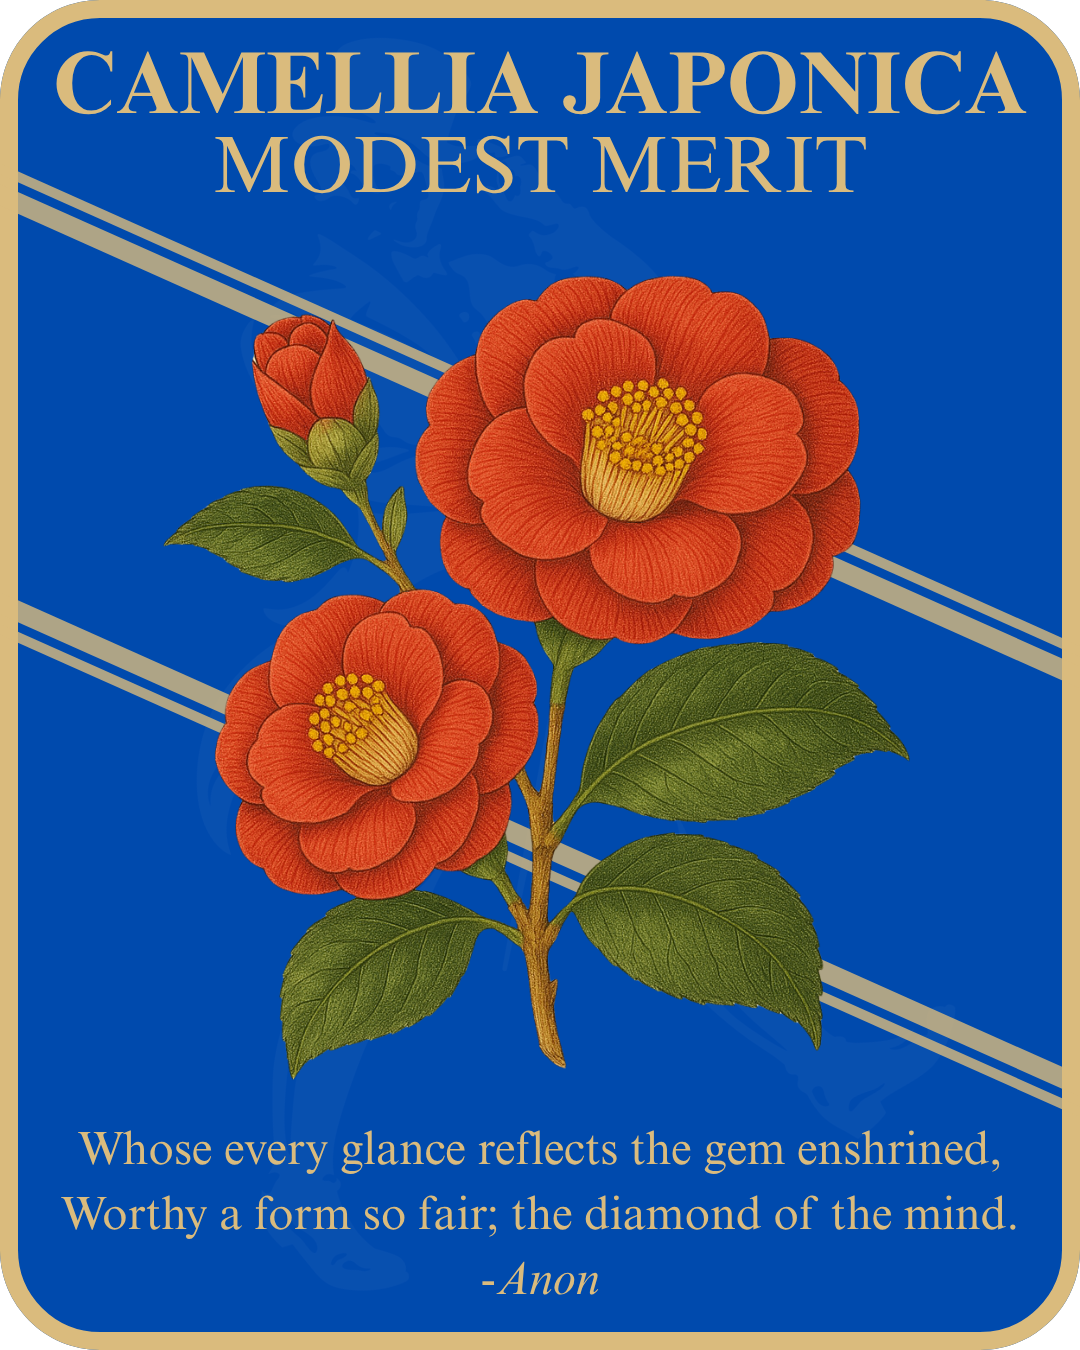 CAMELLIA JAPONICA
MODEST MERIT
Whose every glance reflects the gem enshrined,
Worthy a form so fair; the diamond of the mind.
-Anon